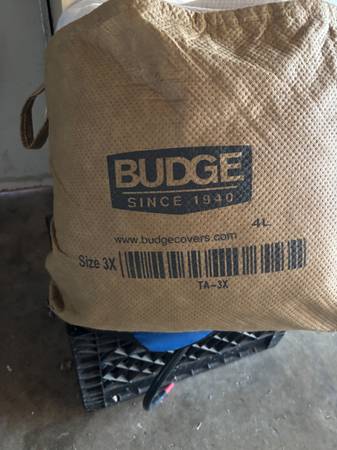 BUDGE
SINCE 1940
4L
www.budgecovers.com
Size 3X
TA-3X